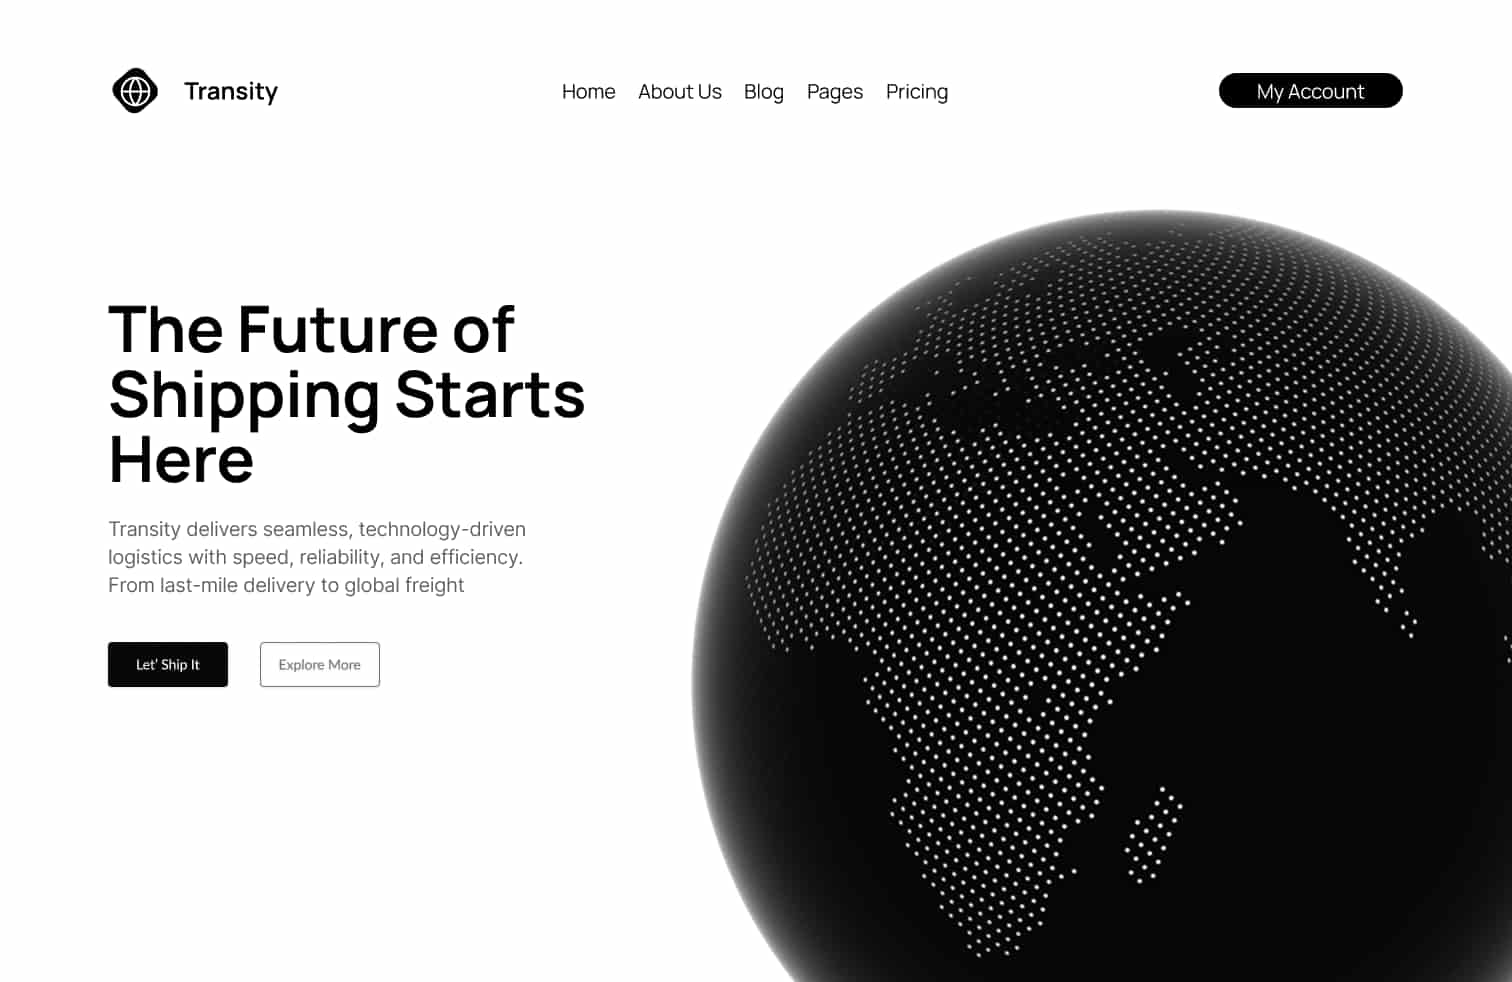 Transity
Home About Us Blog Pages Pricing
My Account
The Future of
Shipping Starts
Here
Transity delivers seamless, technology-driven
logistics with speed, reliability, and efficiency.
From last-mile delivery to global freight
Let' Ship It
Explore More